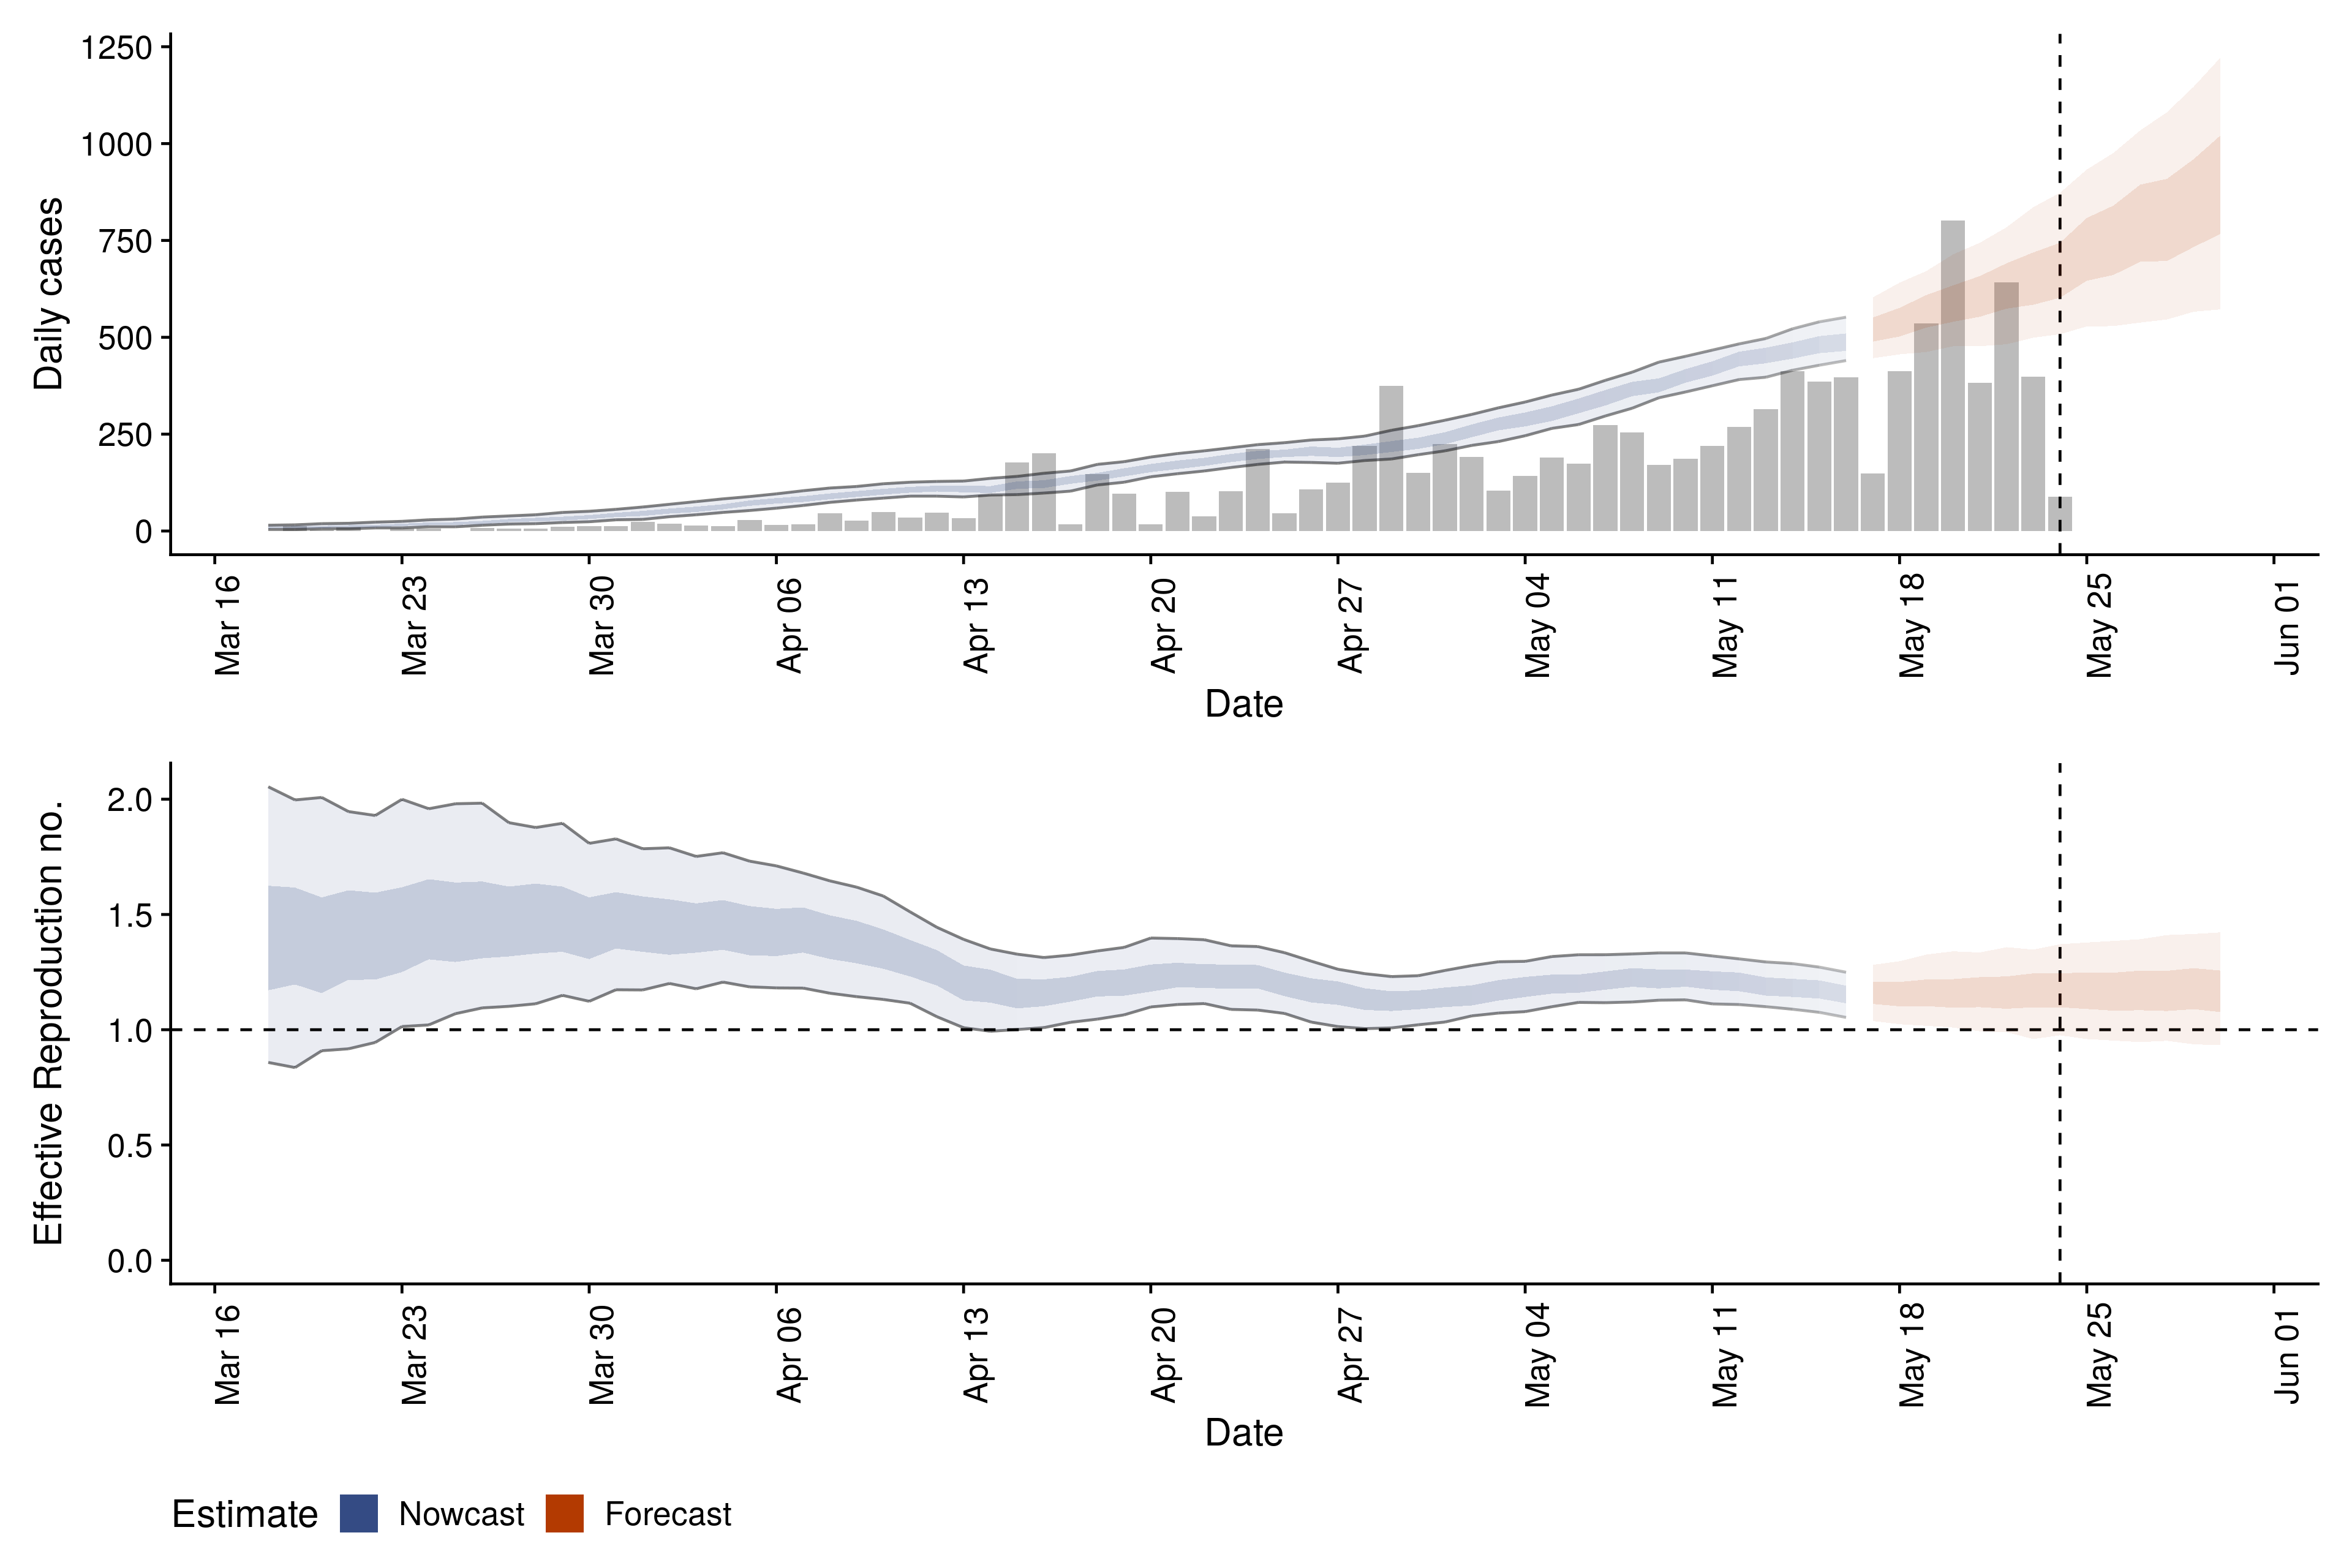 Daily cases
1250
1000
750
500
250
0
Mar 16
Mar 23
Mar 30
Apr 06
Apr 13
Apr 20
Apr 27
May 04
May 11
May 18
May 25
Jun 01
Date
Effective Reproduction no.
2.0
1.5
1.0
0.5
0.0
Mar 16
Mar 23
Mar 30
Apr 06
Apr 13
Apr 20
Apr 27
May 04
May 11
May 18
May 25
Jun 01
Date
Estimate Nowcast Forecast